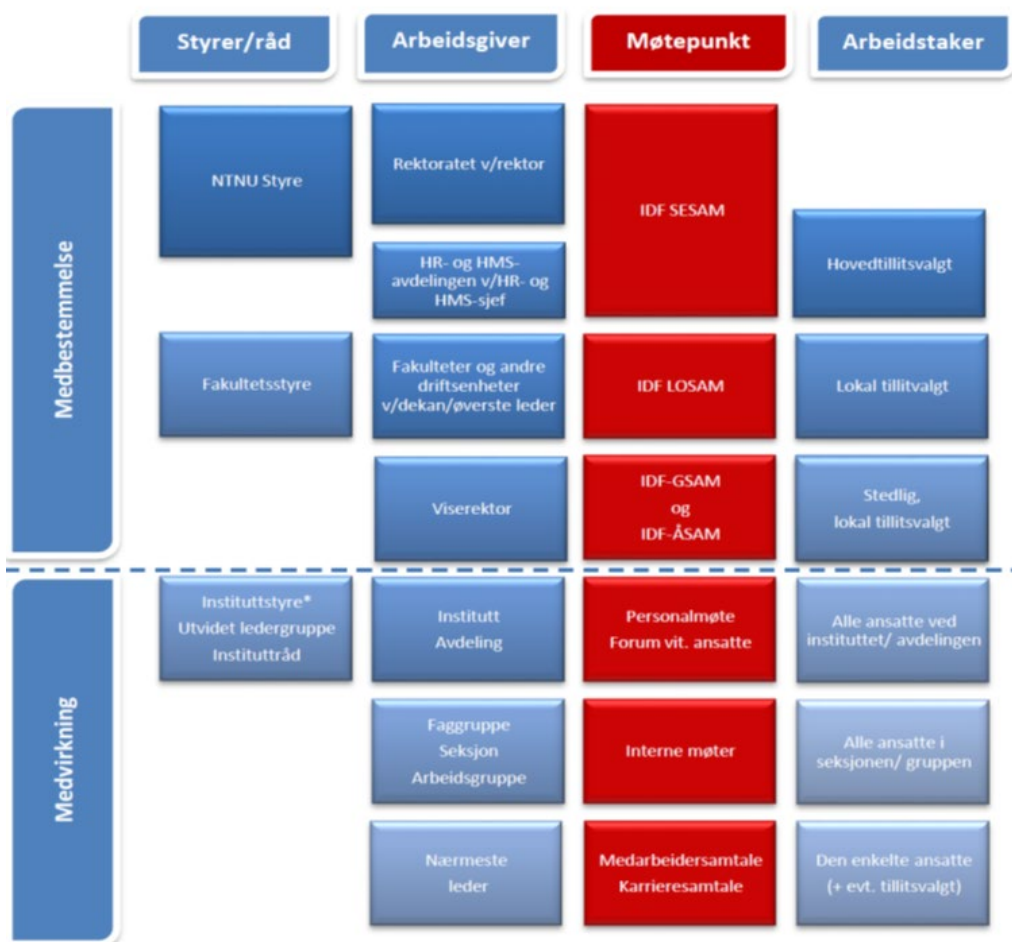 Styrer/råd
Arbeidsgiver
Møtepunkt
Arbeidstaker
Medbestemmelse
NTNU Styre
Rektoratet v/rektor
HR- og HMS-
avdelingen v/HR- og
HMS-sjef
IDF SESAM
Hovedtillitsvalgt
Fakultetsstyre
Fakulteter og andre
driftsenheter
v/dekan/øverste leder
IDF LOSAM
Lokal tillitvalgt
Viserektor
IDF-GSAM
og
IDF-ÅSAM
Stedlig,
lokal tillitsvalgt
Medvirkning
Instituttstyre*
Utvidet ledergruppe
Instituttråd
Institutt
Avdeling
Personalmøte
Forum vit. ansatte
Alle ansatte ved
instituttet/ avdelingen
Faggruppe
Seksjon
Arbeidsgruppe
Interne møter
Alle ansatte i
seksjonen/ gruppen
Nærmeste
leder
Medarbeidersamtale
Karrieresamtale
Den enkelte ansatte
(+ evt. tillitsvalgt)